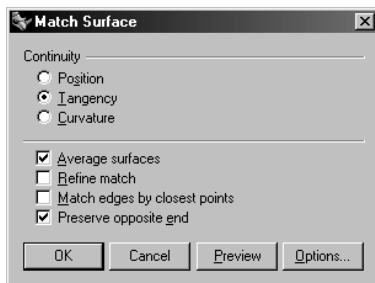 Match Surface
Continuity
Position
Tangency
Curvature
Average surfaces
Refine match
Match edges by closest points
Preserve opposite end
OK Cancel Preview Options...